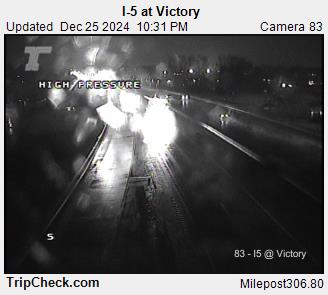 I-5 at Victory
Updated Dec 25 2024 10:31 PM Camera 83
T
HIGH PRESSURE
S
83 - I5 @ Victory
TripCheck.com Milepost306.80